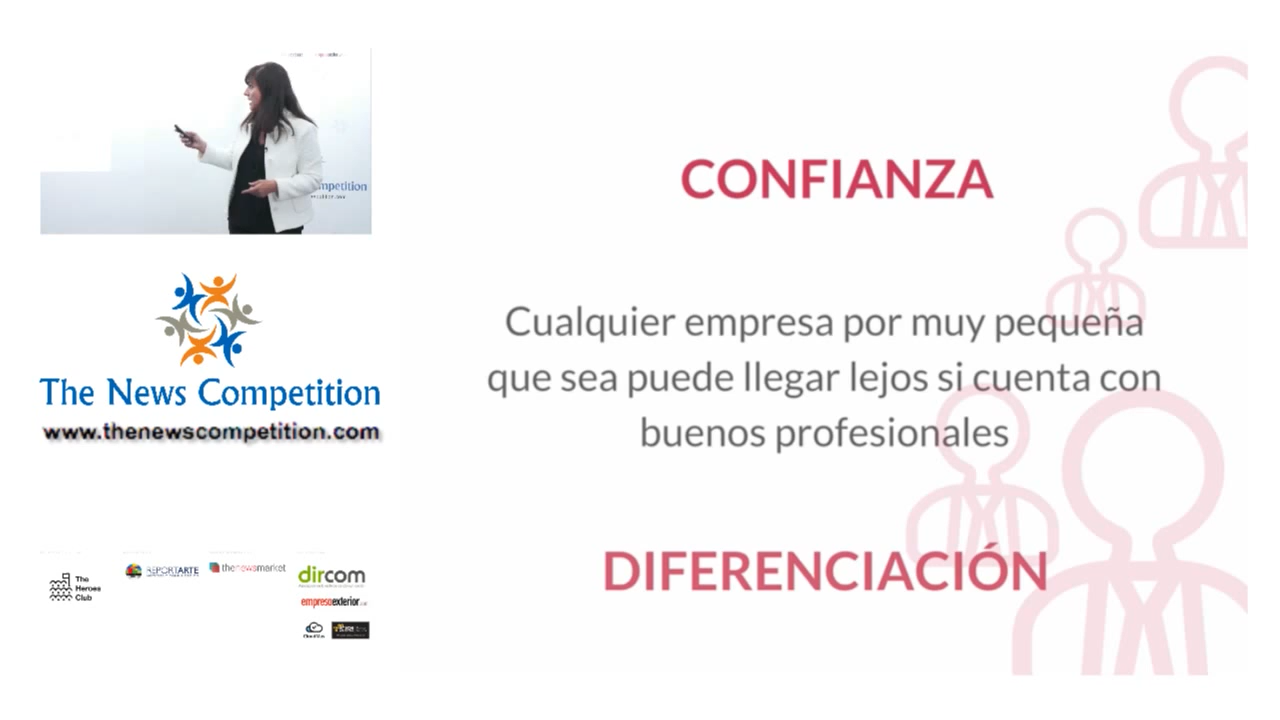 mpetition
The News Competition
www.thenewscompetition.com
The
Heroes
Club
REPORTARTE
thenewsmarket
dircom
empresaexterior
CONFIANZA
Cualquier empresa por muy pequeña
que sea puede llegar lejos si cuenta con
buenos profesionales
DIFERENCIACIÓN